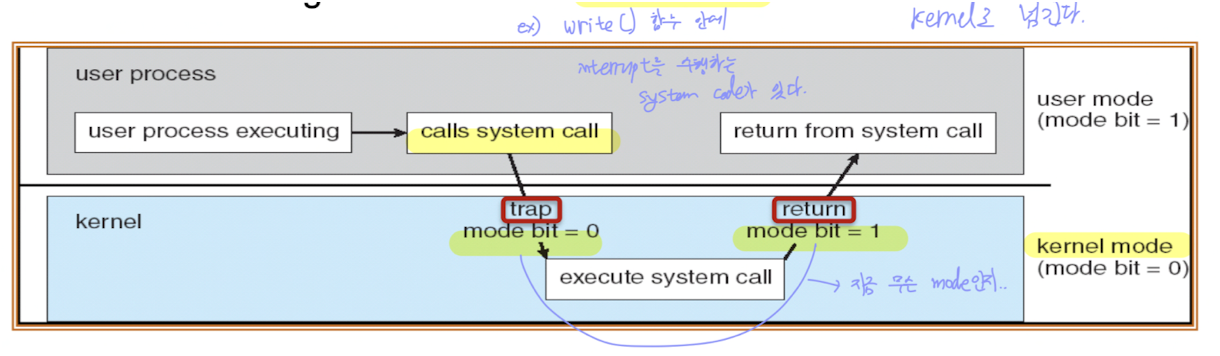 ex) write() 함수 안에
kernel로 넘긴다.
interrupt를 수행하는
system code가 있다.
user process
user process executing
calls system call
return from system call
user mode
(mode bit = 1)
kernel
trap
mode bit = 0
return
mode bit = 1
execute system call
kernel mode
(mode bit = 0)
→ 지금 무슨 mode인지..